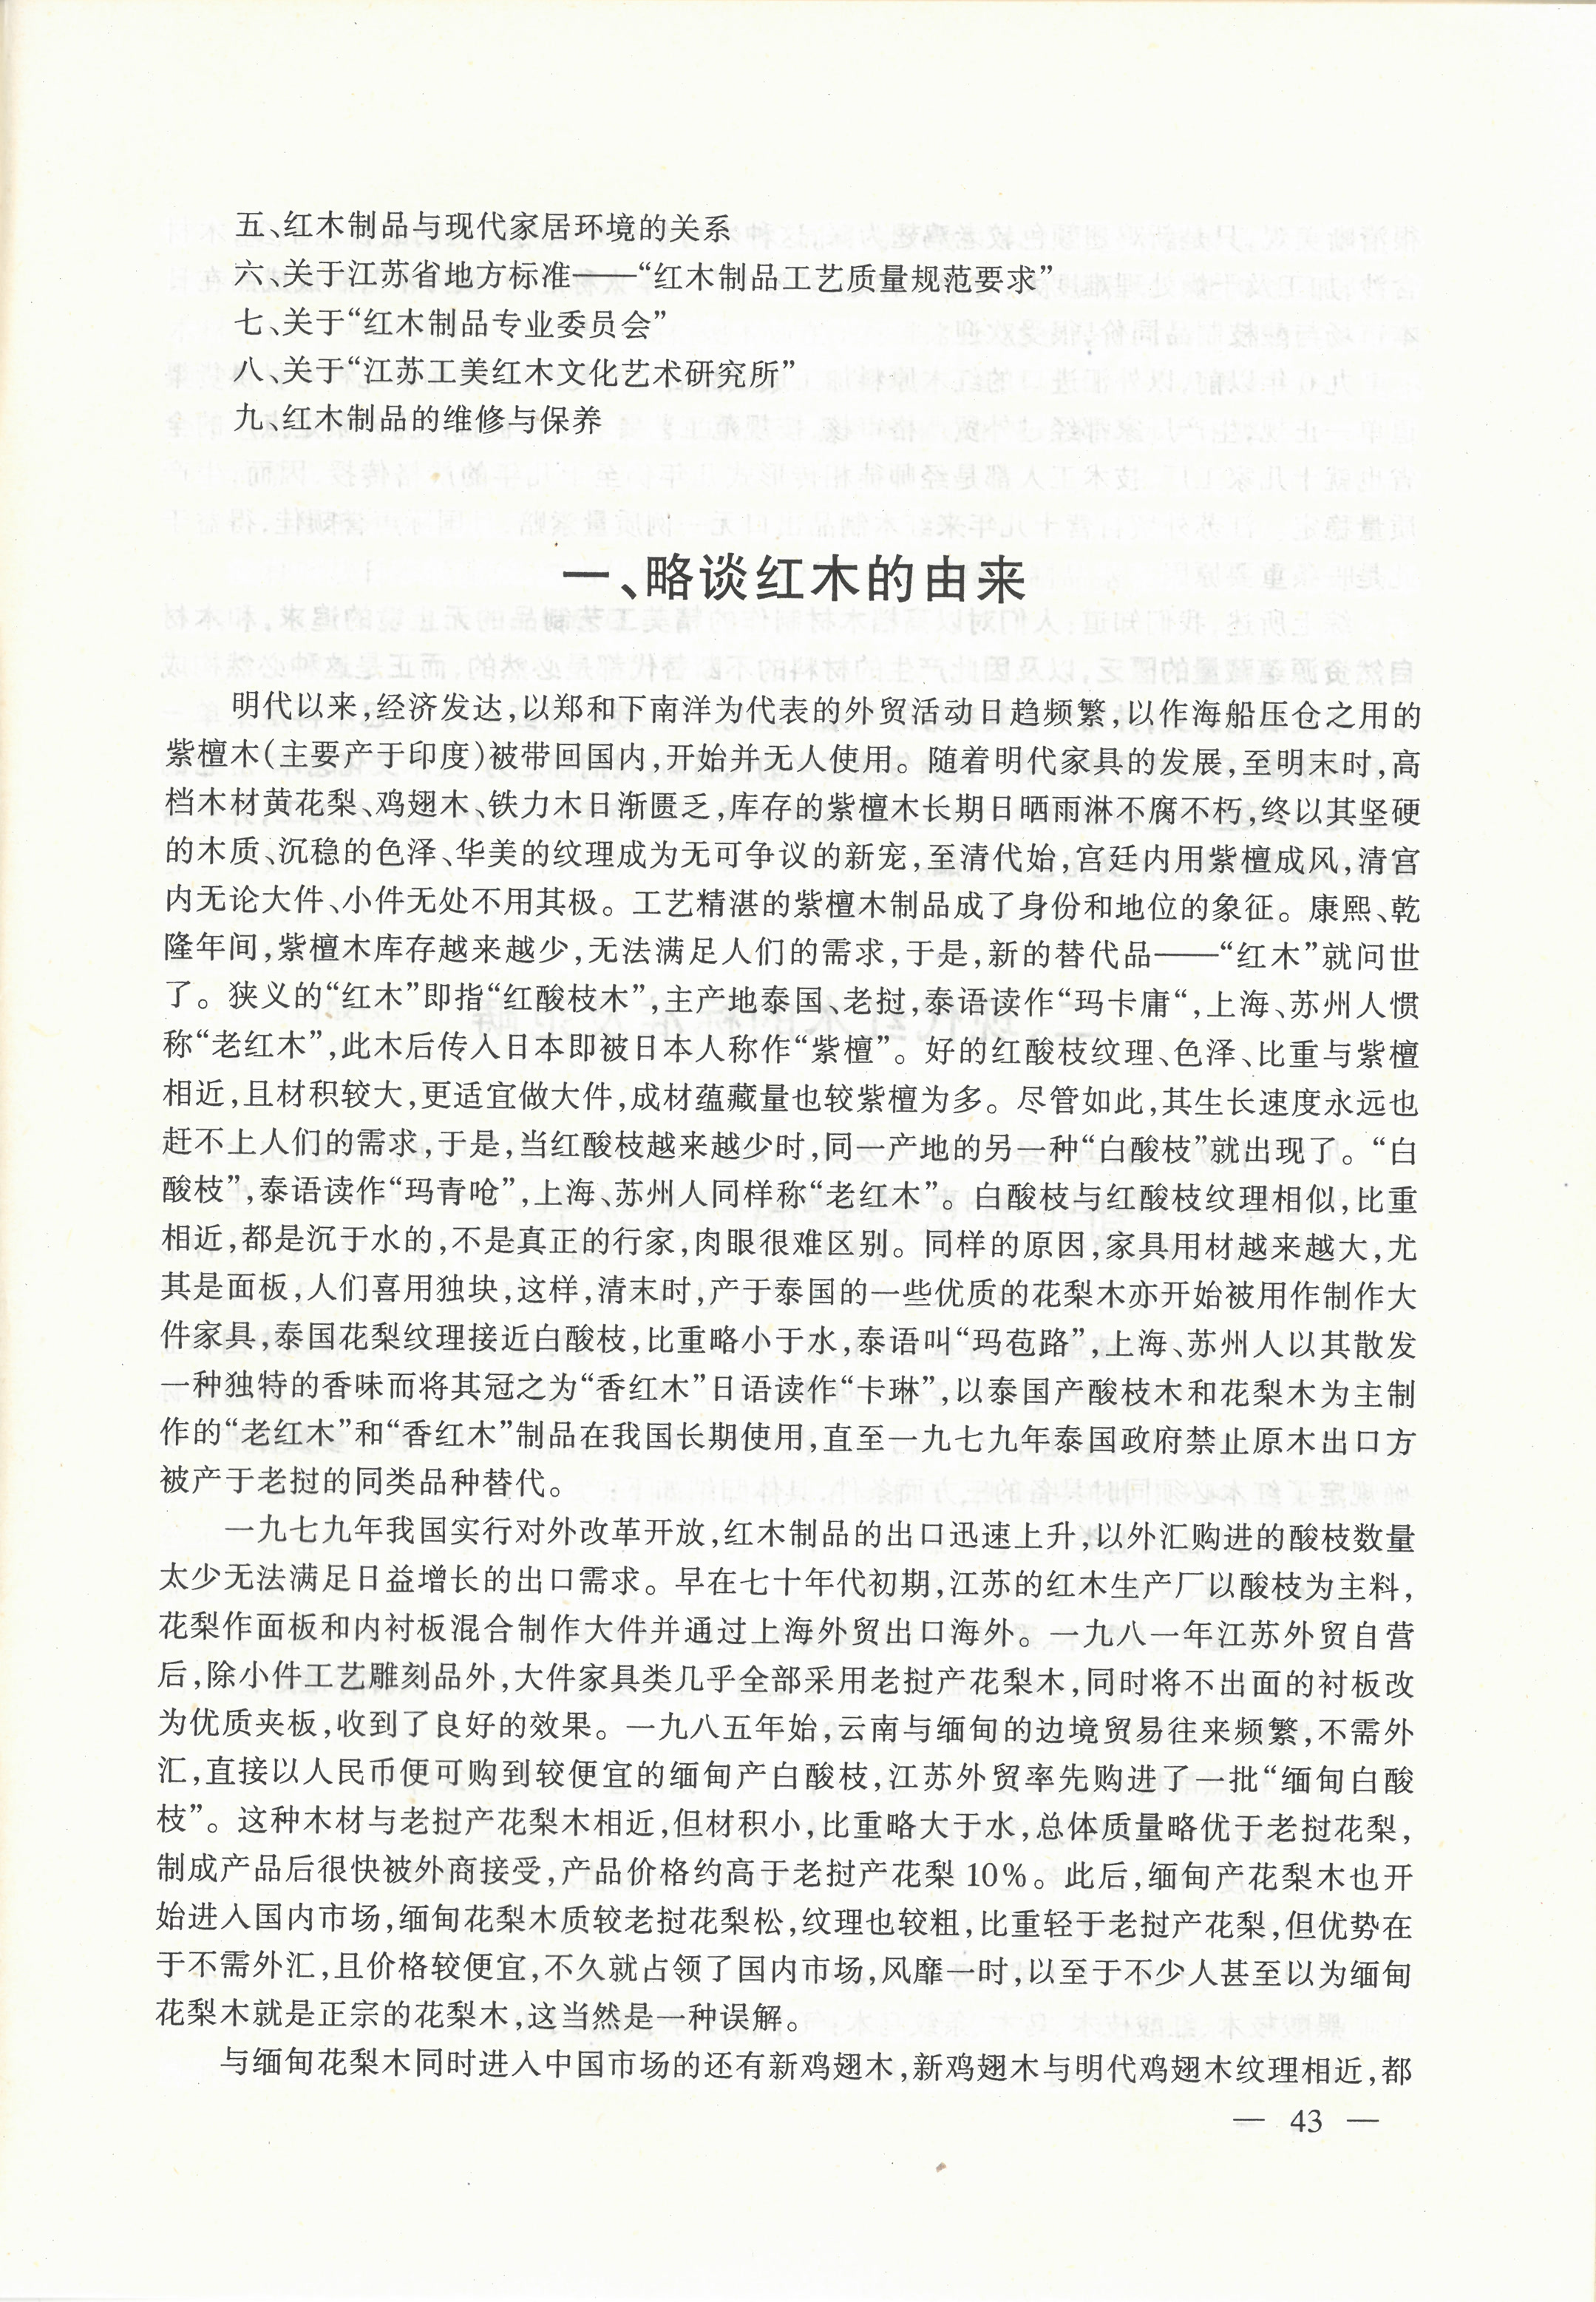 五、红木制品与现代家居环境的关系
六、关于江苏省地方标准——“红木制品工艺质量规范要求”
七、关于“红木制品专业委员会”
八、关于“江苏工美红木文化艺术研究所”
九、红木制品的维修与保养
一、略谈红木的由来
明代以来,经济发达,以郑和下南洋为代表的外贸活动日趋频繁,以作海船压仓之用的
紫檀木(主要产于印度)被带回国内,开始并无人使用。随着明代家具的发展,至明末时,高
档木材黄花梨、鸡翅木、铁力木日渐匮乏,库存的紫檀木长期日晒雨淋不腐不朽,终以其坚硬
的木质、沉稳的色泽、华美的纹理成为无可争议的新宠,至清代始,宫廷内用紫檀成风,清宫
内无论大件、小件无处不用其极。工艺精湛的紫檀木制品成了身份和地位的象征。康熙、乾
隆年间,紫檀木库存越来越少,无法满足人们的需求,于是,新的替代品——“红木”就问世
了。狭义的“红木”即指“红酸枝木”,主产地泰国、老挝,泰语读作“玛卡庸“,上海、苏州人惯
称“老红木”,此木后传入日本即被日本人称作“紫檀”。好的红酸枝纹理、色泽、比重与紫檀
相近,且材积较大,更适宜做大件,成材蕴藏量也较紫檀为多。尽管如此,其生长速度永远也
赶不上人们的需求,于是,当红酸枝越来越少时,同一产地的另一种“白酸枝”就出现了。“白
酸枝”,泰语读作“玛青呛”,上海、苏州人同样称“老红木”。白酸枝与红酸枝纹理相似,比重
相近,都是沉于水的,不是真正的行家,肉眼很难区别。同样的原因,家具用材越来越大,尤
其是面板,人们喜用独块,这样,清末时,产于泰国的一些优质的花梨木亦开始被用作制作大
件家具,泰国花梨纹理接近白酸枝,比重略小于水,泰语叫“玛苞路”,上海、苏州人以其散发
一种独特的香味而将其冠之为“香红木”日语读作“卡琳”,以泰国产酸枝木和花梨木为主制
作的“老红木”和“香红木”制品在我国长期使用,直至一九七九年泰国政府禁止原木出口方
被产于老挝的同类品种替代。
一九七九年我国实行对外改革开放,红木制品的出口迅速上升,以外汇购进的酸枝数量
太少无法满足日益增长的出口需求。早在七十年代初期,江苏的红木生产厂以酸枝为主料,
花梨作面板和内衬板混合制作大件并通过上海外贸出口海外。一九八一年江苏外贸自营
后,除小件工艺雕刻品外,大件家具类几乎全部采用老挝产花梨木,同时将不出面的衬板改
为优质夹板,收到了良好的效果。一九八五年始,云南与缅甸的边境贸易往来频繁,不需外
汇,直接以人民币便可购到较便宜的缅甸产白酸枝,江苏外贸率先购进了一批“缅甸白酸
枝”。这种木材与老挝产花梨木相近,但材积小,比重略大于水,总体质量略优于老挝花梨,
制成产品后很快被外商接受,产品价格约高于老挝产花梨10%。此后,缅甸产花梨木也开
始进入国内市场,缅甸花梨木质较老挝花梨松,纹理也较粗,比重轻于老挝产花梨,但优势在
于不需外汇,且价格较便宜,不久就占领了国内市场,风靡一时,以至于不少人甚至以为缅甸
花梨木就是正宗的花梨木,这当然是一种误解。
与缅甸花梨木同时进入中国市场的还有新鸡翅木,新鸡翅木与明代鸡翅木纹理相近,都
— 43 —